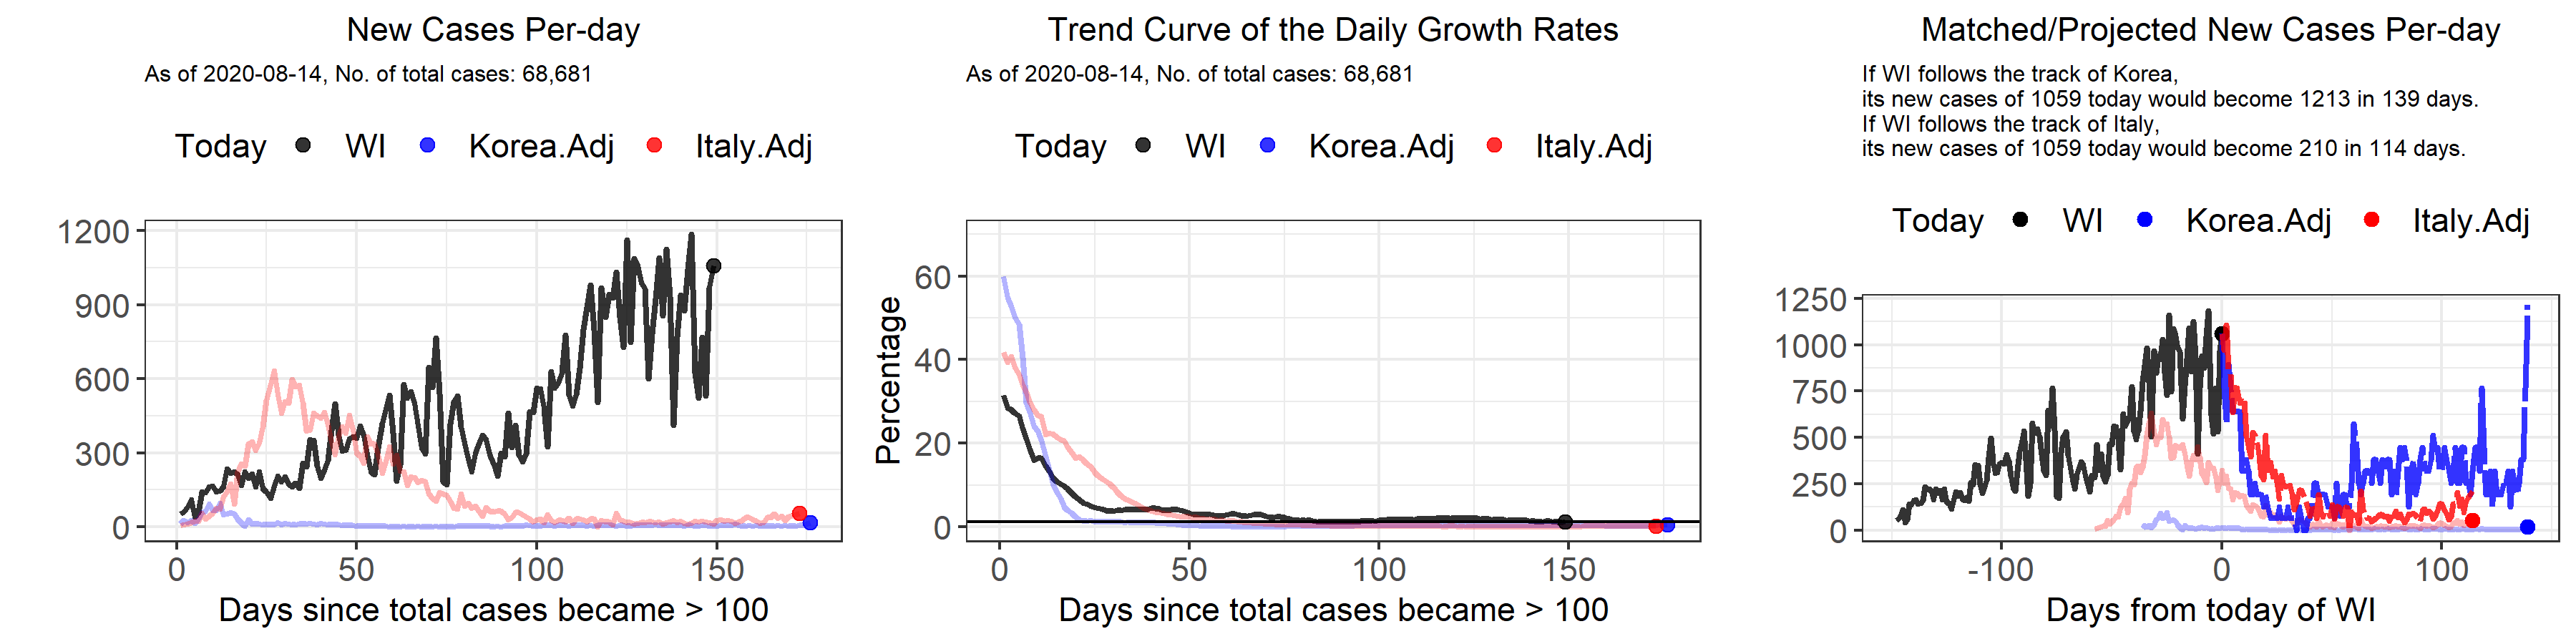 New Cases Per-day
As of 2020-08-14, No. of total cases: 68,681
Today WI Korea.Adj Italy.Adj
1200
900
600
300
0
0 50 100 150
Days since total cases became > 100
Trend Curve of the Daily Growth Rates
As of 2020-08-14, No. of total cases: 68,681
Today WI Korea.Adj Italy.Adj
Percentage
60
40
20
0
0 50 100 150
Days since total cases became > 100
Matched/Projected New Cases Per-day
If WI follows the track of Korea,
its new cases of 1059 today would become 1213 in 139 days.
If WI follows the track of Italy,
its new cases of 1059 today would become 210 in 114 days.
Today WI Korea.Adj Italy.Adj
1250
1000
750
500
250
0
-100 0 100
Days from today of WI